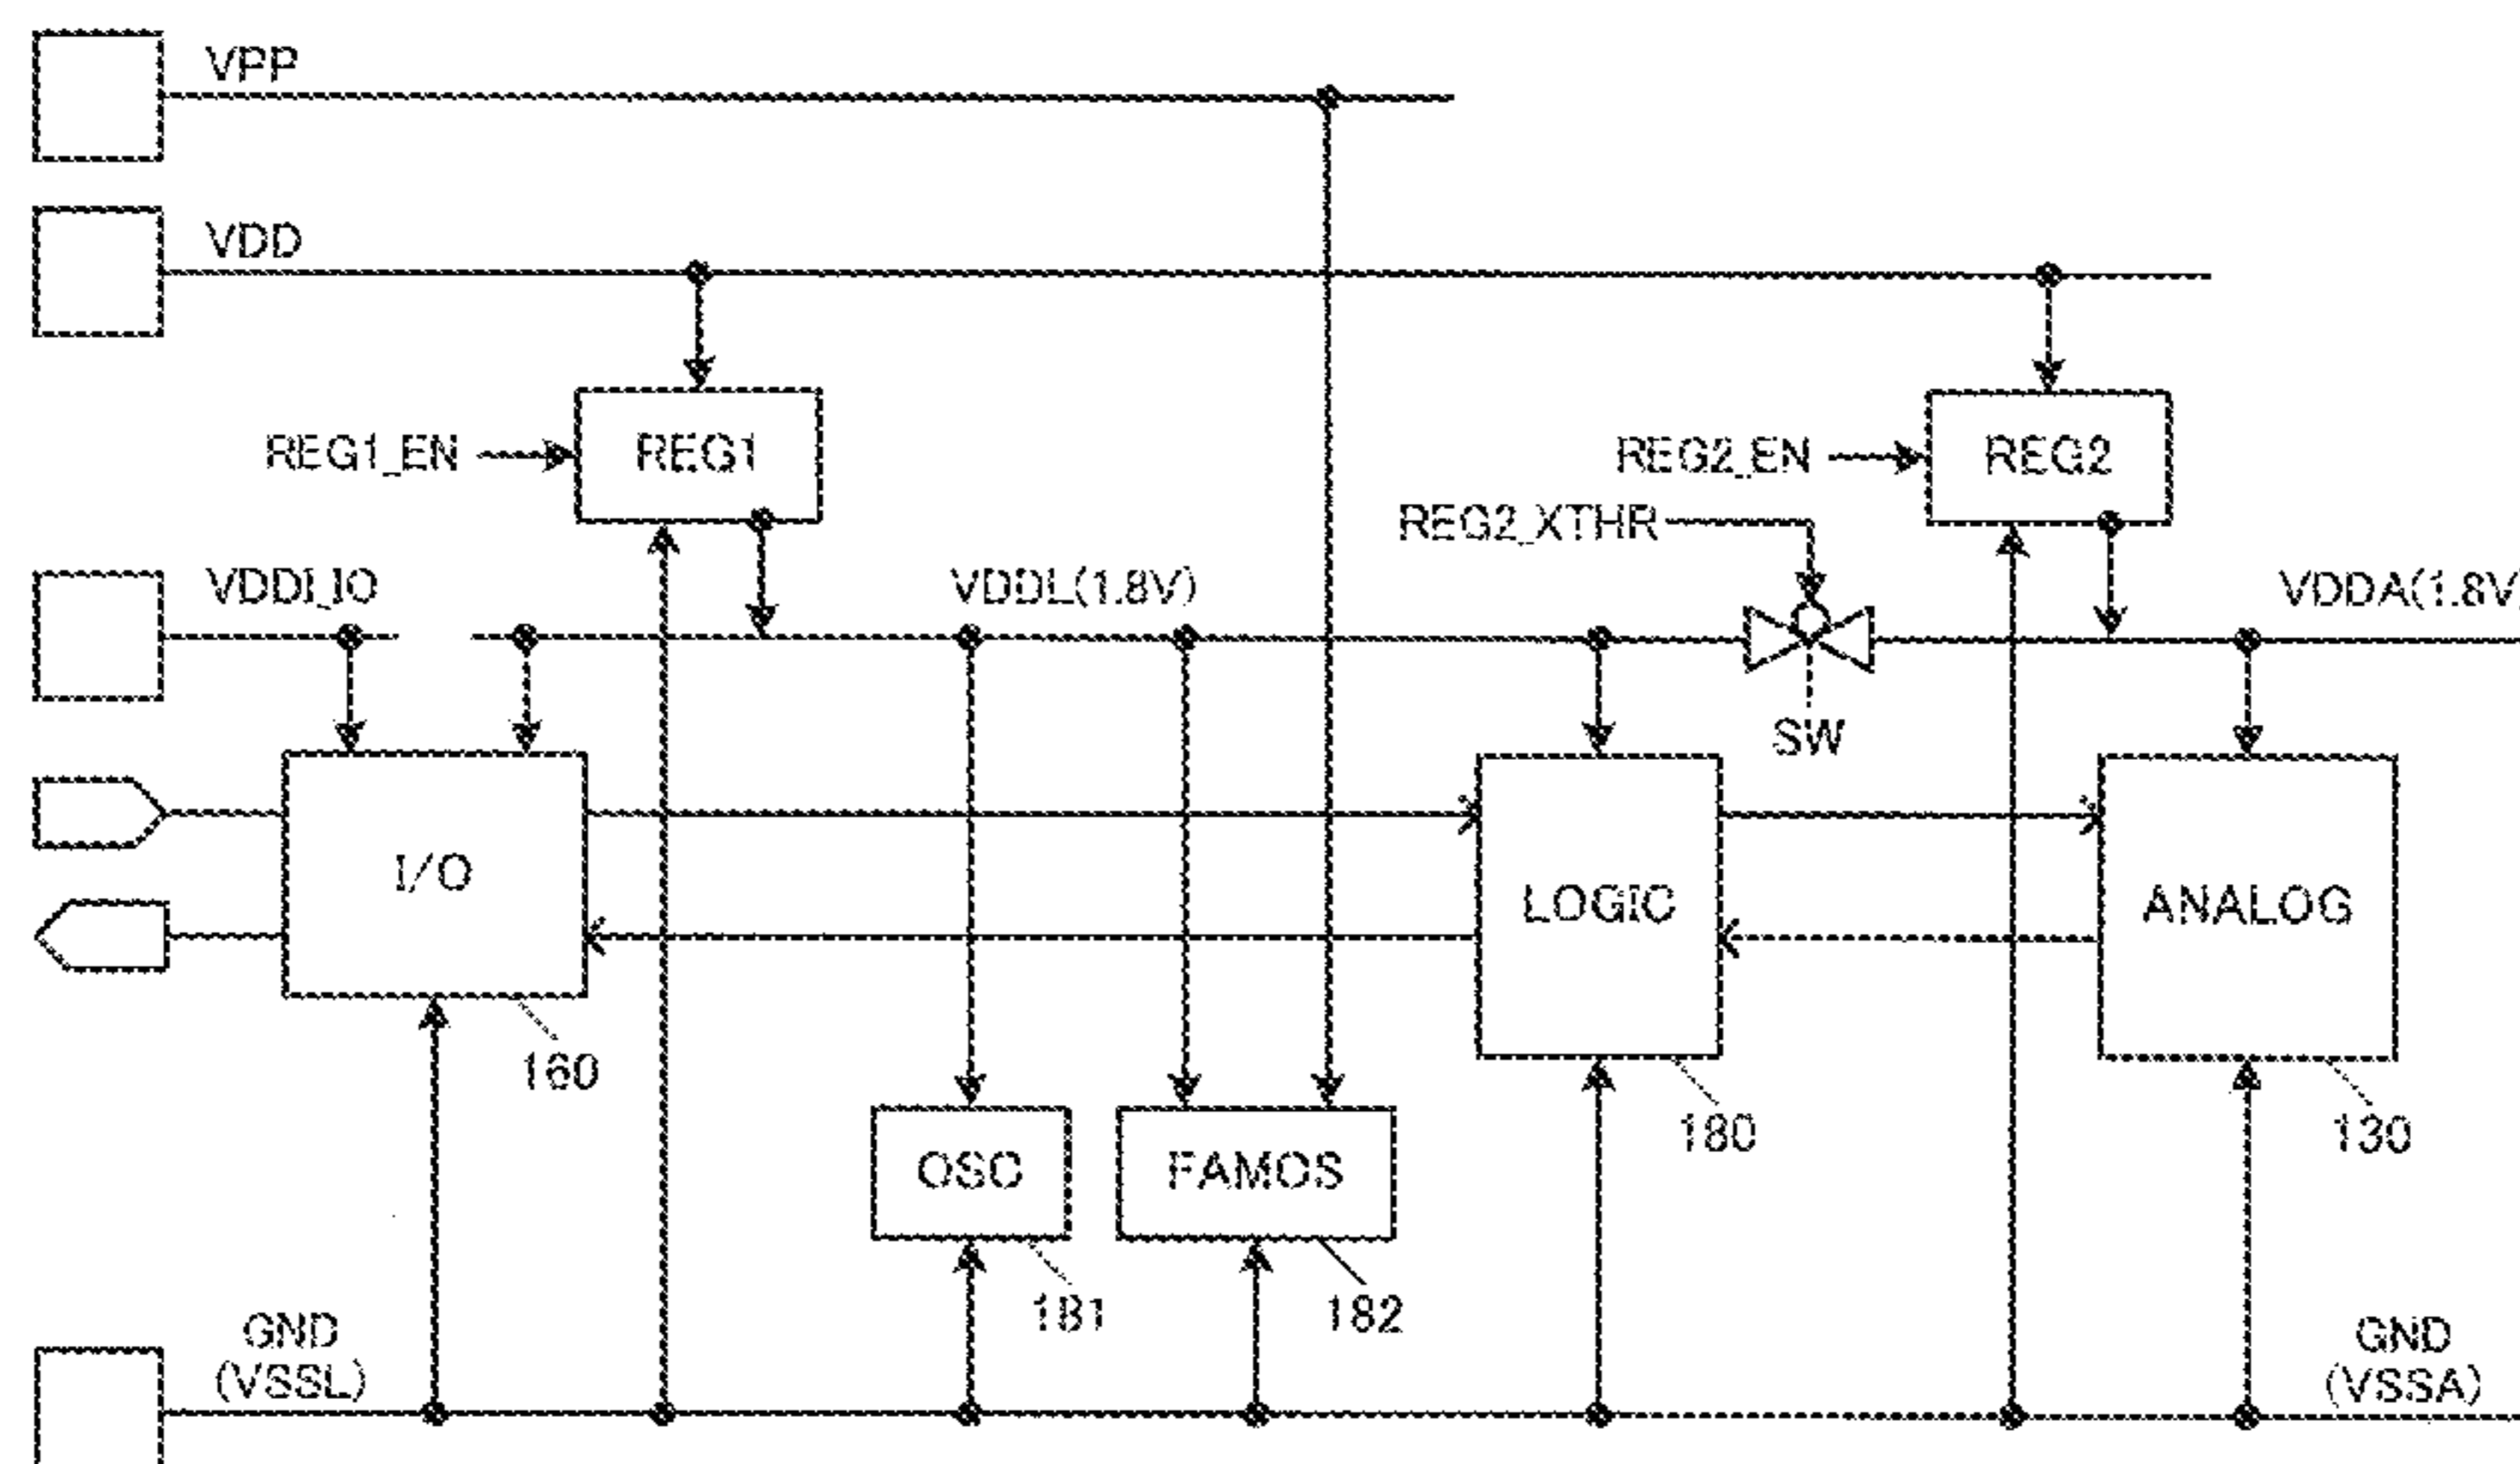 VPP
VDD
REG1_EN
REG1
REG2_EN
REG2
REG2_XTHR
VDDI_IO
VDDL(1.8V)
VDDA(1.8V)
SW
I/O
LOGIC
ANALOG
160
180
130
OSC
FAMOS
181
182
GND
(VSSL)
GND
(VSSA)